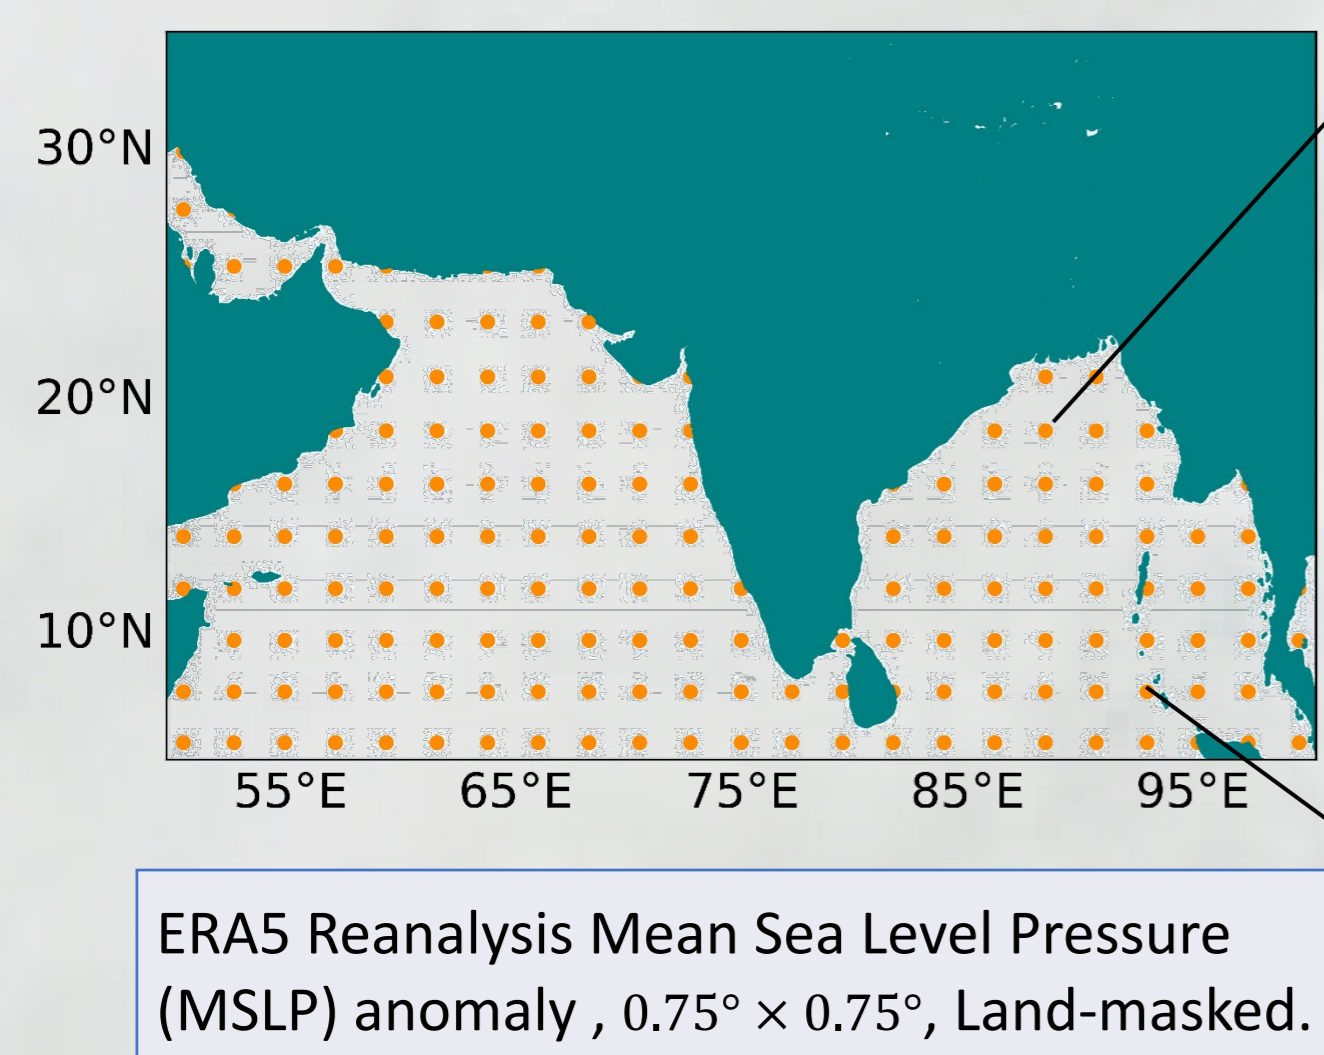 30°N
20°N
10°N
55°E 65°E 75°E 85°E 95°E
ERA5 Reanalysis Mean Sea Level Pressure
(MSLP) anomaly , 0.75° × 0.75°, Land-masked.